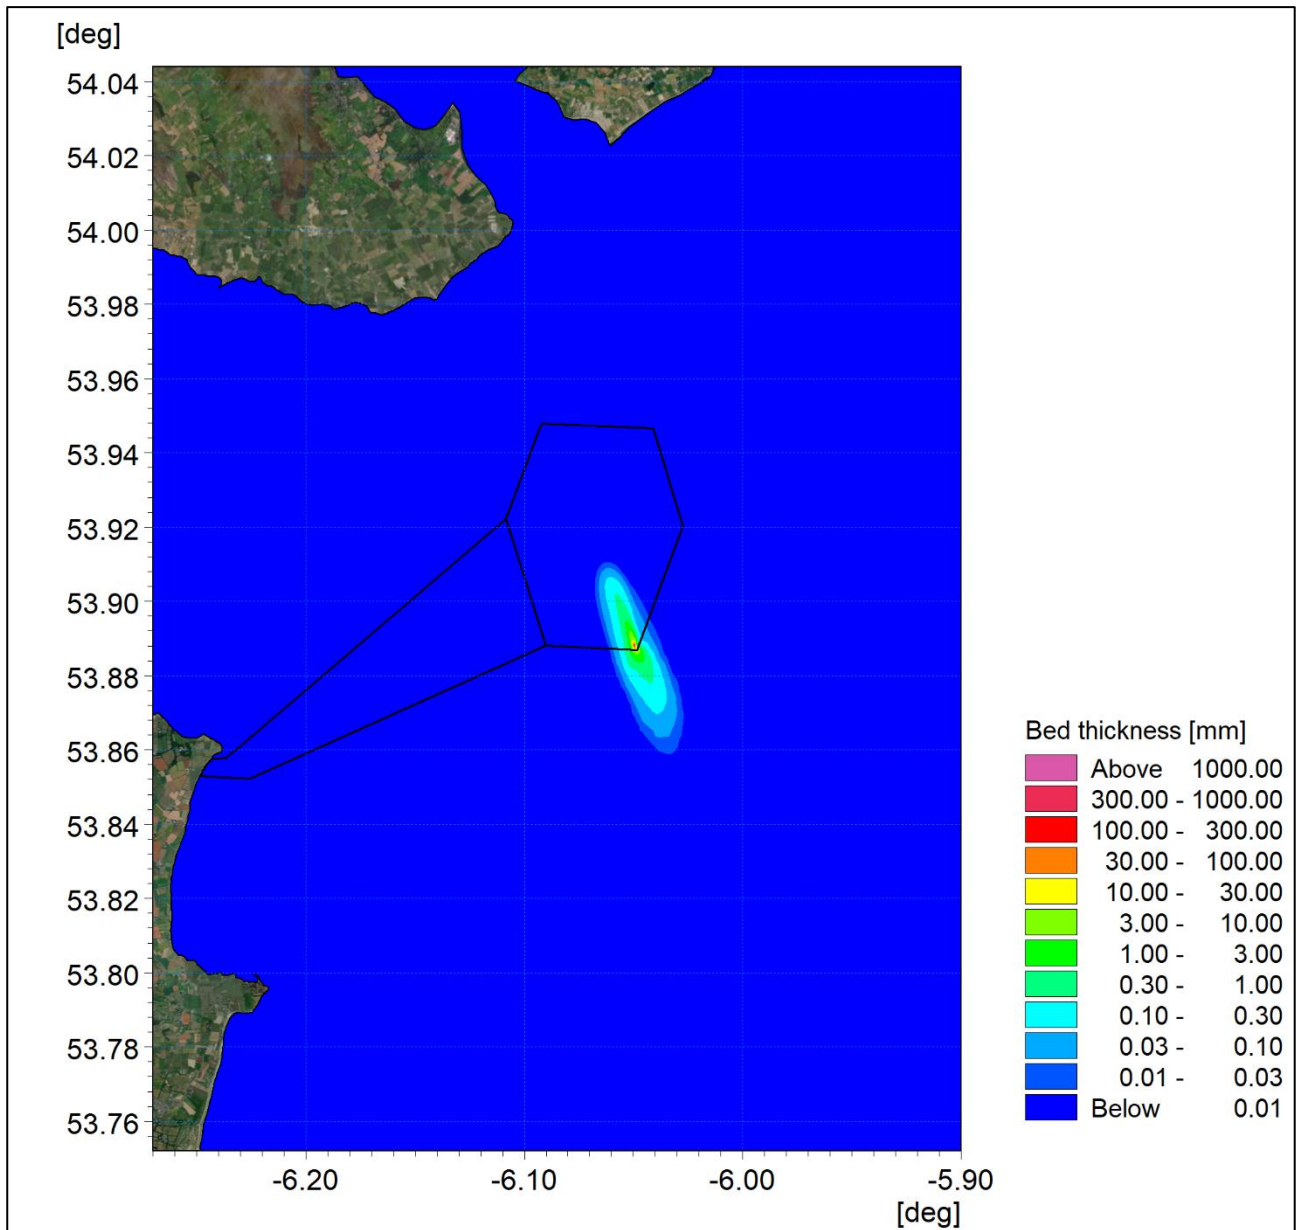 [deg]
54.04
54.02
54.00
53.98
53.96
53.94
53.92
53.90
53.88
53.86
53.84
53.82
53.80
53.78
53.76
-6.20 -6.10 -6.00 -5.90
[deg]
Bed thickness [mm]
Above 1000.00
300.00 - 1000.00
100.00 - 300.00
30.00 - 100.00
10.00 - 30.00
3.00 - 10.00
1.00 - 3.00
0.30 - 1.00
0.10 - 0.30
0.03 - 0.10
0.01 - 0.03
Below 0.01